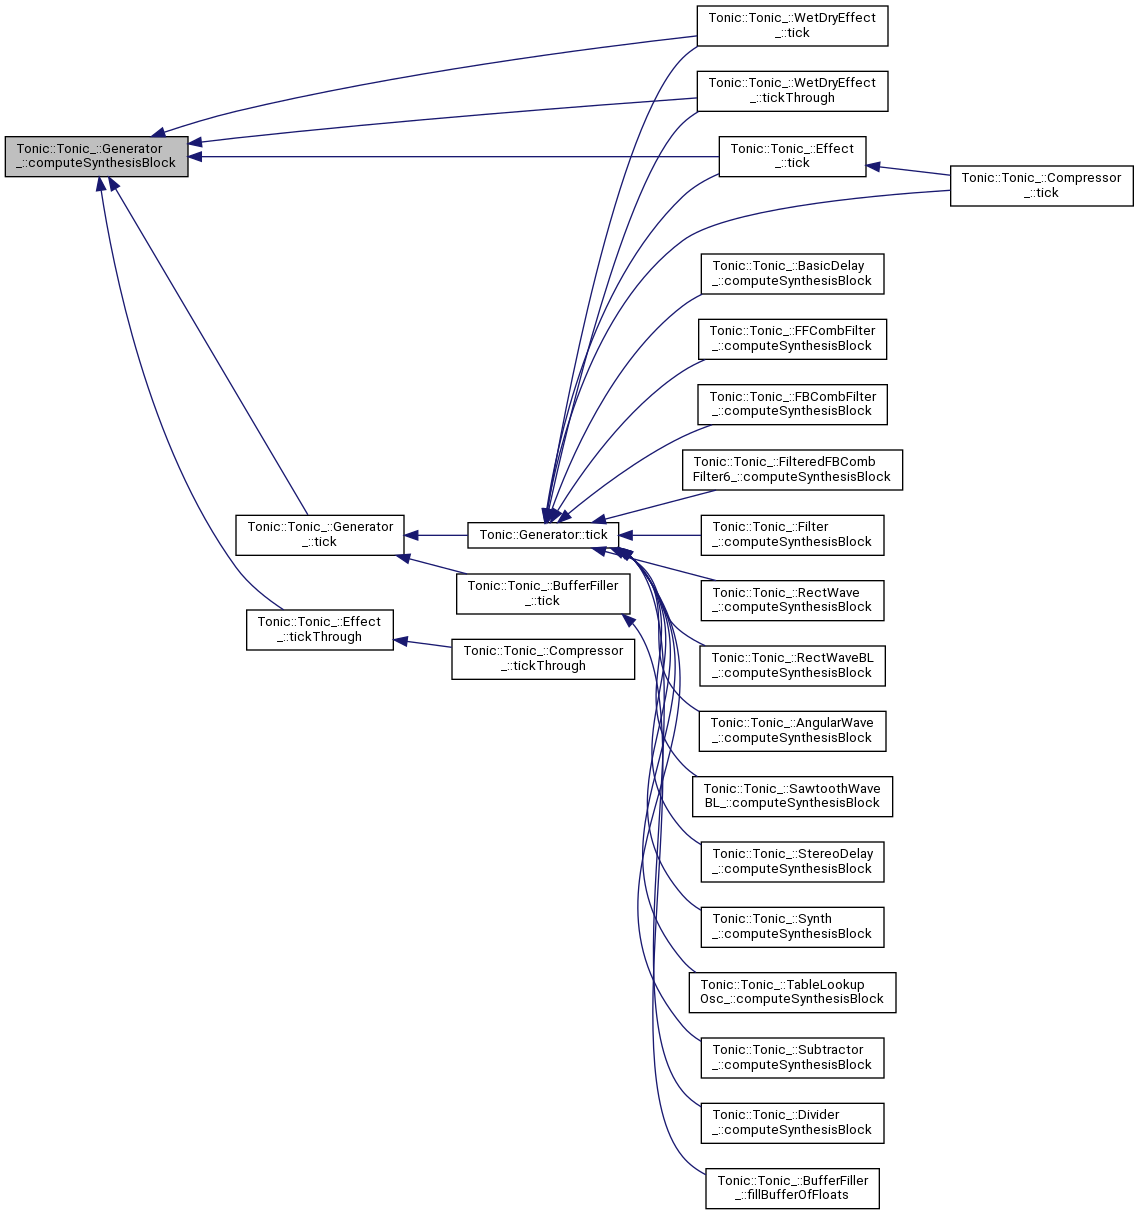 Tonic::Tonic_::WetDryEffect
_::tick
Tonic::Tonic_::WetDryEffect
_::tickThrough
Tonic::Tonic_::Generator
_::computeSynthesisBlock
Tonic::Tonic_::Effect
_::tick
Tonic::Tonic_::Compressor
_::tick
Tonic::Tonic_::BasicDelay
_::computeSynthesisBlock
Tonic::Tonic_::FFCombFilter
_::computeSynthesisBlock
Tonic::Tonic_::FBCombFilter
_::computeSynthesisBlock
Tonic::Tonic_::FilteredFBComb
Filter6_::computeSynthesisBlock
Tonic::Tonic_::Generator
_::tick
Tonic::Generator::tick
Tonic::Tonic_::Filter
_::computeSynthesisBlock
Tonic::Tonic_::BufferFiller
_::tick
Tonic::Tonic_::RectWave
_::computeSynthesisBlock
Tonic::Tonic_::Effect
_::tickThrough
Tonic::Tonic_::Compressor
_::tickThrough
Tonic::Tonic_::RectWaveBL
_::computeSynthesisBlock
Tonic::Tonic_::AngularWave
_::computeSynthesisBlock
Tonic::Tonic_::SawtoothWave
BL_::computeSynthesisBlock
Tonic::Tonic_::StereoDelay
_::computeSynthesisBlock
Tonic::Tonic_::Synth
_::computeSynthesisBlock
Tonic::Tonic_::TableLookup
Osc_::computeSynthesisBlock
Tonic::Tonic_::Subtractor
_::computeSynthesisBlock
Tonic::Tonic_::Divider
_::computeSynthesisBlock
Tonic::Tonic_::BufferFiller
_::fillBufferOfFloats